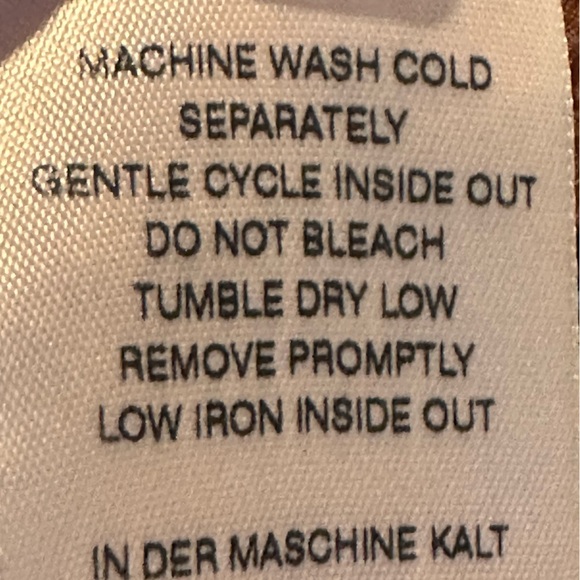 MACHINE WASH COLD
SEPARATELY
GENTLE CYCLE INSIDE OUT
DO NOT BLEACH
TUMBLE DRY LOW
REMOVE PROMPTLY
LOW IRON INSIDE OUT
IN DER MASCHINE KALT